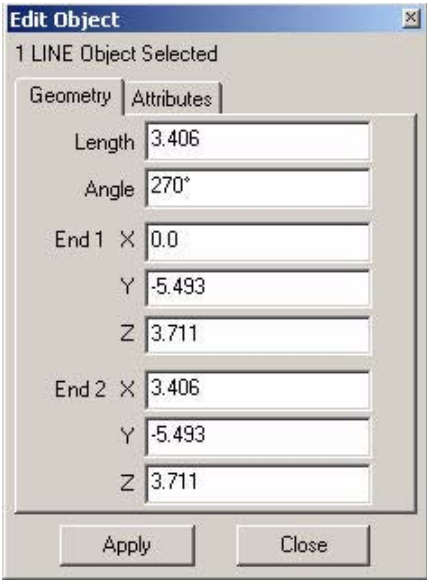 Edit Object
1 LINE Object Selected
Geometry Attributes
Length 3.406
Angle 270°
End 1 X 0.0
Y -5.493
Z 3.711
End 2 X 3.406
Y -5.493
Z 3.711
Apply Close